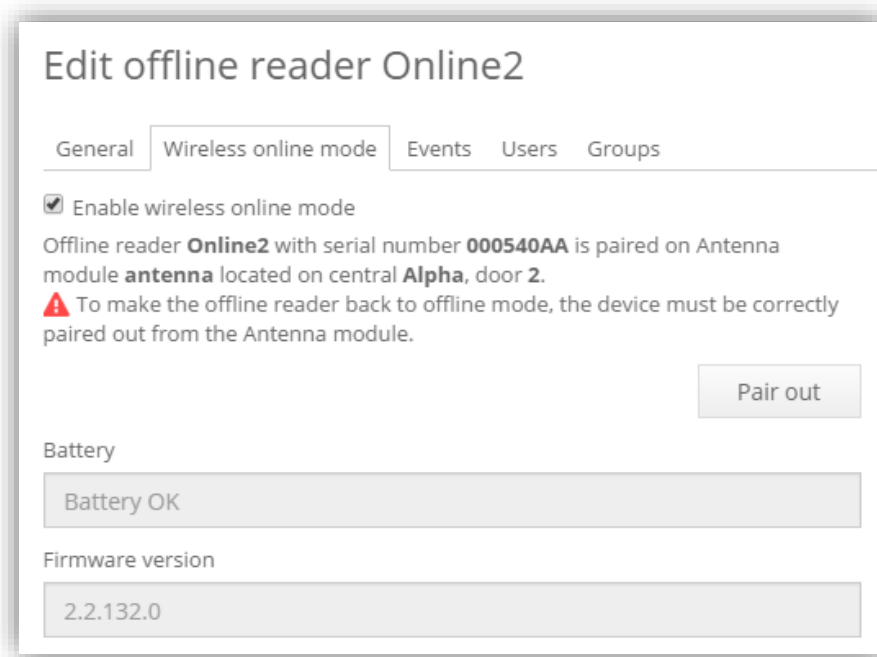 Edit offline reader Online2
General Wireless online mode Events Users Groups
Enable wireless online mode
Offline reader Online2 with serial number 000540AA is paired on Antenna
module antenna located on central Alpha, door 2.
To make the offline reader back to offline mode, the device must be correctly
paired out from the Antenna module.
Pair out
Battery
Battery OK
Firmware version
2.2.132.0